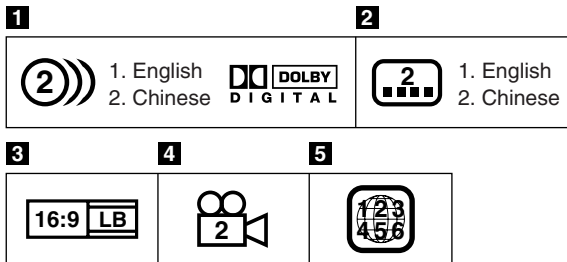 1 2
2 1. English
2. Chinese
DOLBY
DIGITAL
2 1. English
2. Chinese
3 4 5
16:9 LB
2
123
456